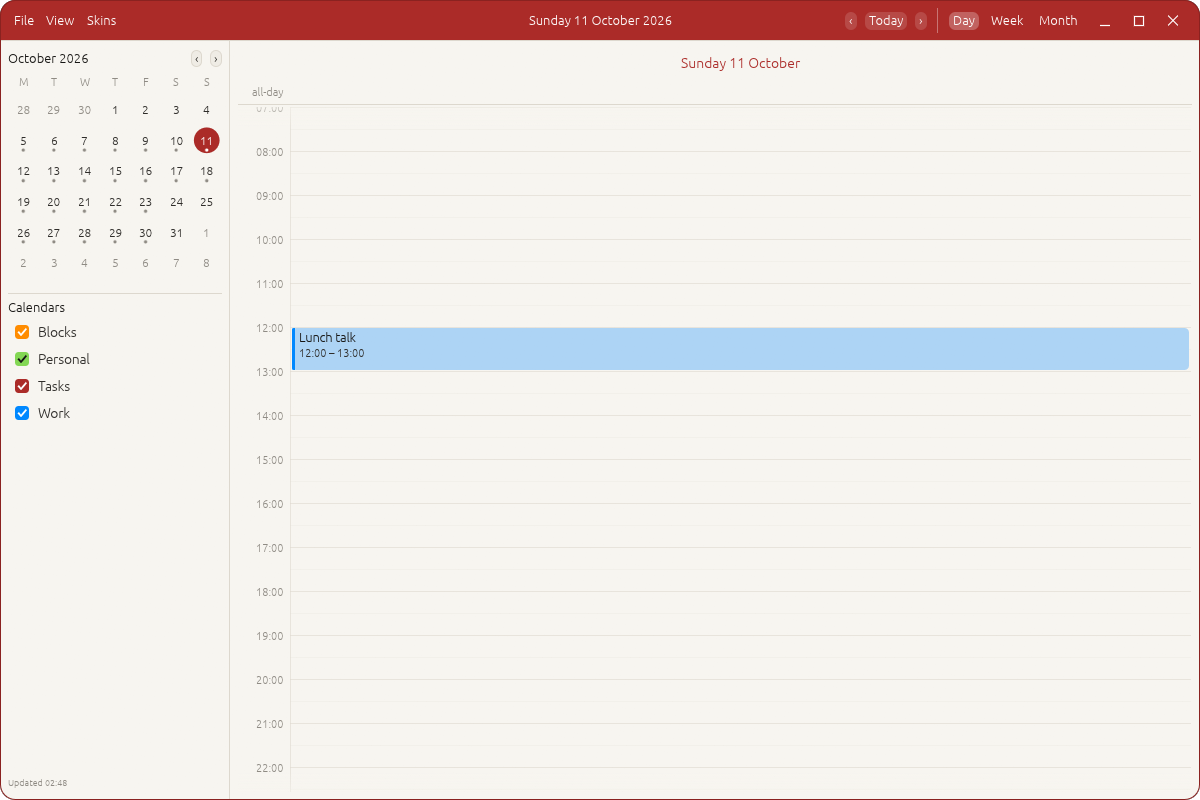 File View Skins
Sunday 11 October 2026
‹ Today › Day Week Month
October 2026 ‹ ›
M T W T F S S
28 29 30 1 2 3 4
5 6 7 8 9 10 11
12 13 14 15 16 17 18
19 20 21 22 23 24 25
26 27 28 29 30 31 1
2 3 4 5 6 7 8
Calendars
Blocks
Personal
Tasks
Work
Updated 02:48
Sunday 11 October
all-day
07:00
08:00
09:00
10:00
11:00
12:00
Lunch talk
12:00 – 13:00
13:00
14:00
15:00
16:00
17:00
18:00
19:00
20:00
21:00
22:00